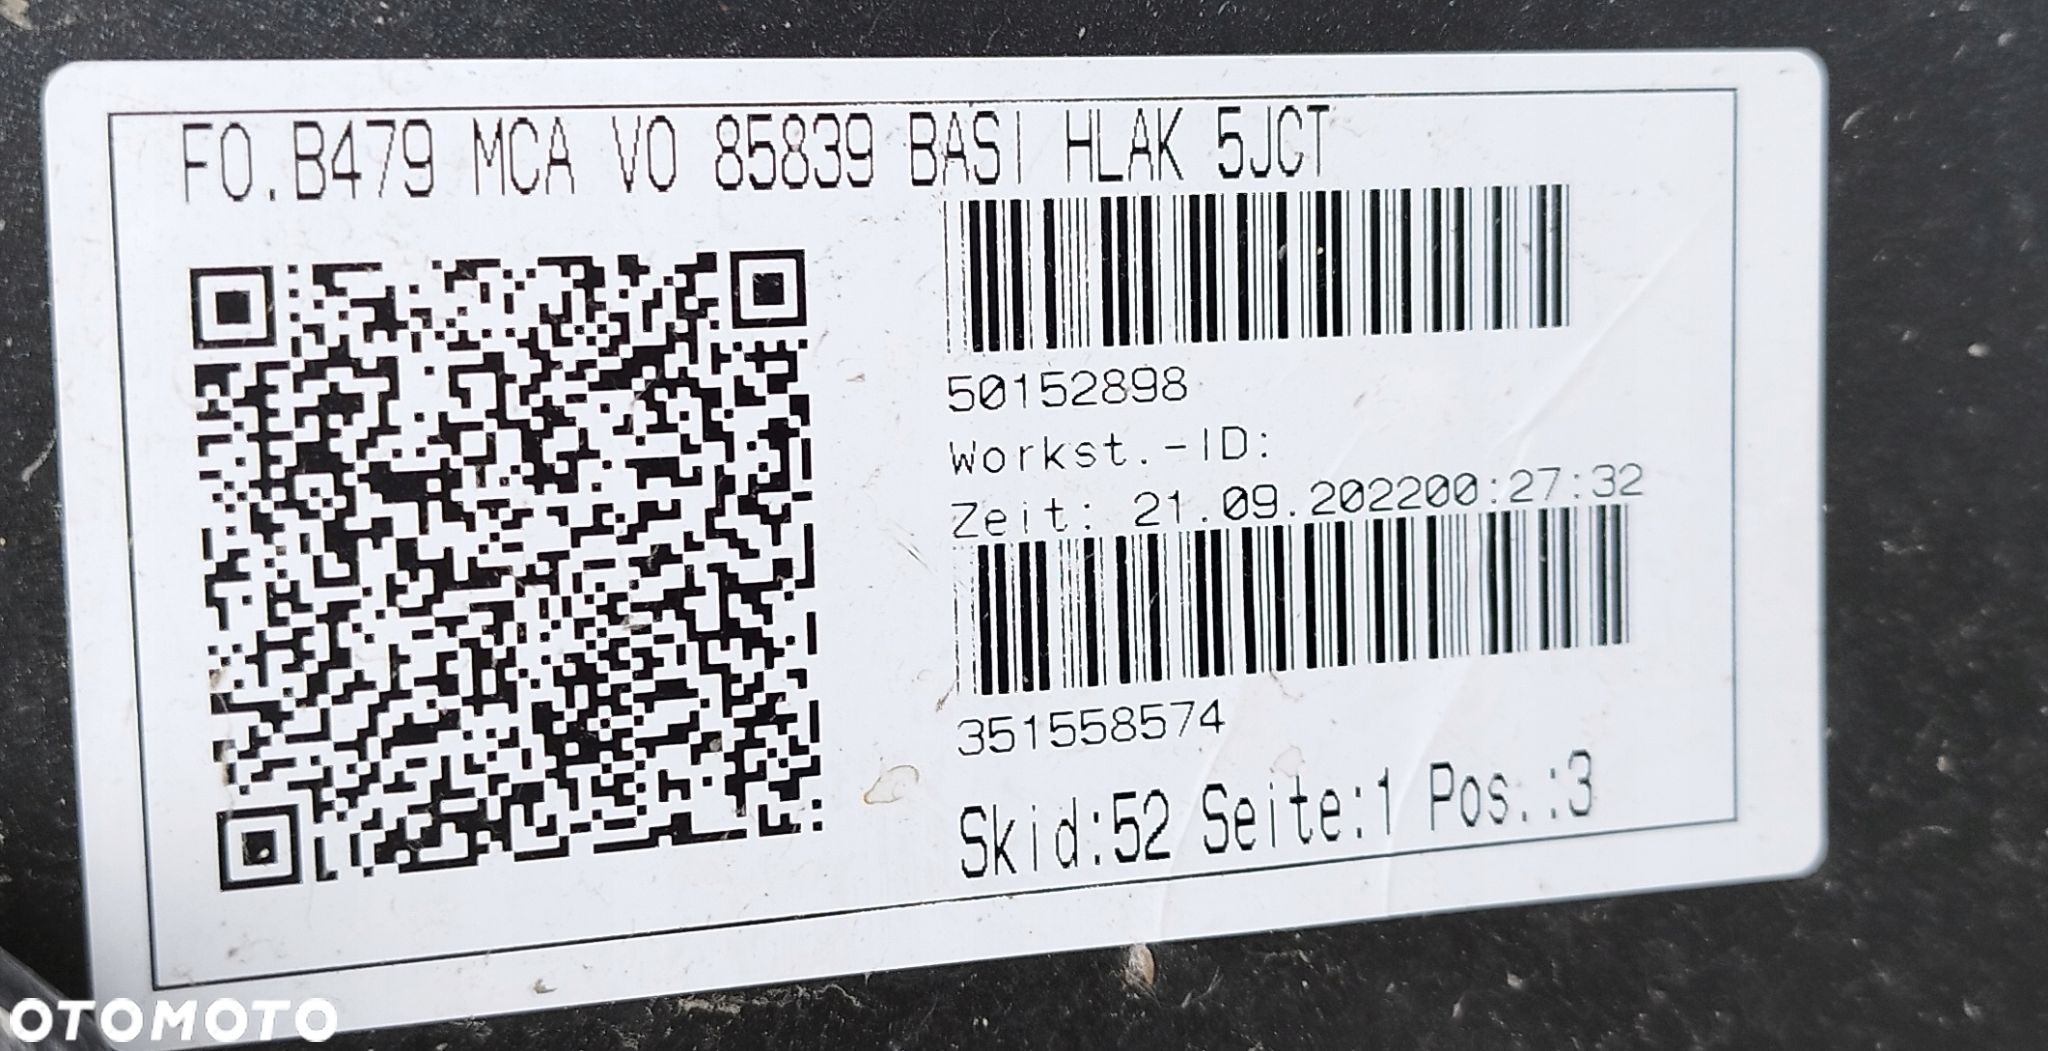 FO.B479 MCA VO 85839 BASI HLAK 5JCT
50152898
Workst.-ID:
Zeit: 21.09.202200:27:32
351558574
Skid:52 Seite:1 Pos.:3
OTOMOTO